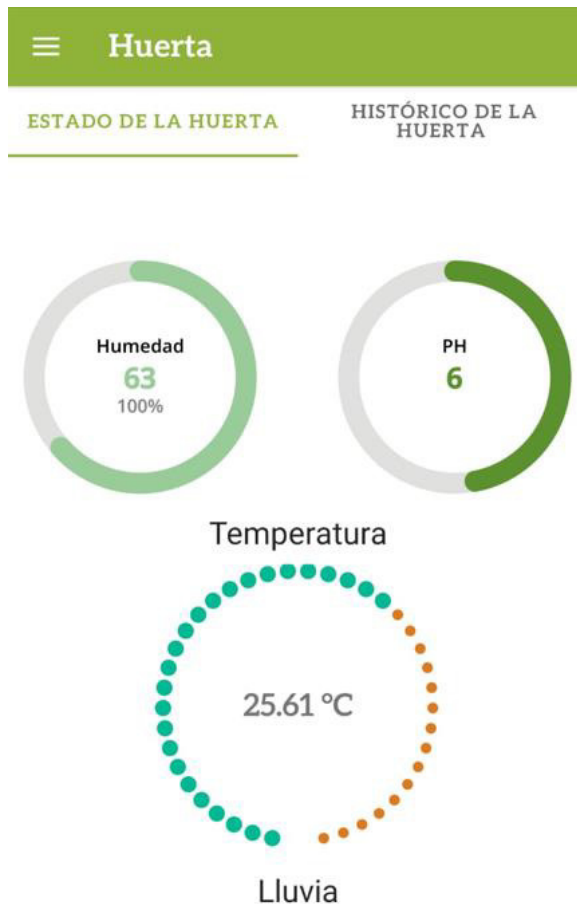 Huerta
ESTADO DE LA HUERTA
HISTÓRICO DE LA
HUERTA
Humedad
63
100%
PH
6
Temperatura
25.61 °C
Lluvia